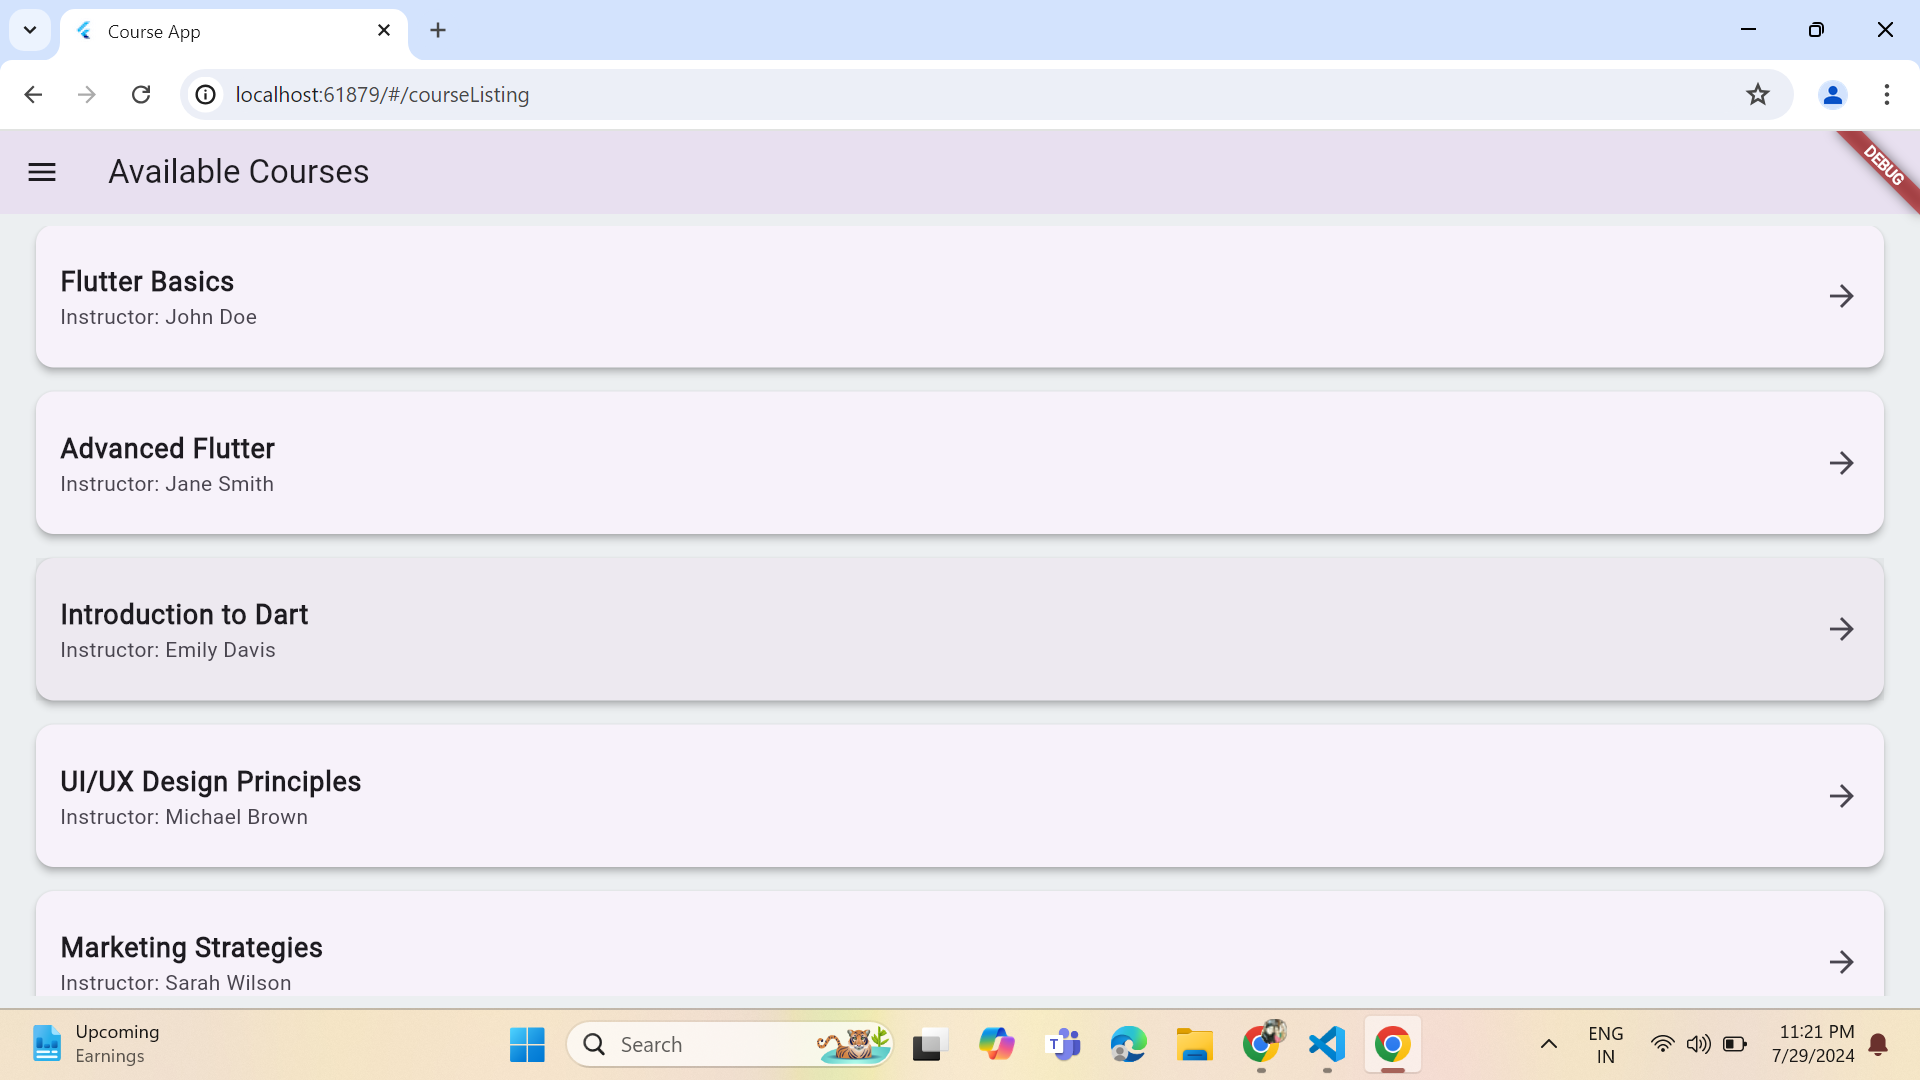 Course App
localhost:61879/#/courseListing
Available Courses
DEBUG
Flutter Basics
Instructor: John Doe
Advanced Flutter
Instructor: Jane Smith
Introduction to Dart
Instructor: Emily Davis
UI/UX Design Principles
Instructor: Michael Brown
Marketing Strategies
Instructor: Sarah Wilson
Upcoming
Earnings
Search
T
ENG
IN
11:21 PM
7/29/2024